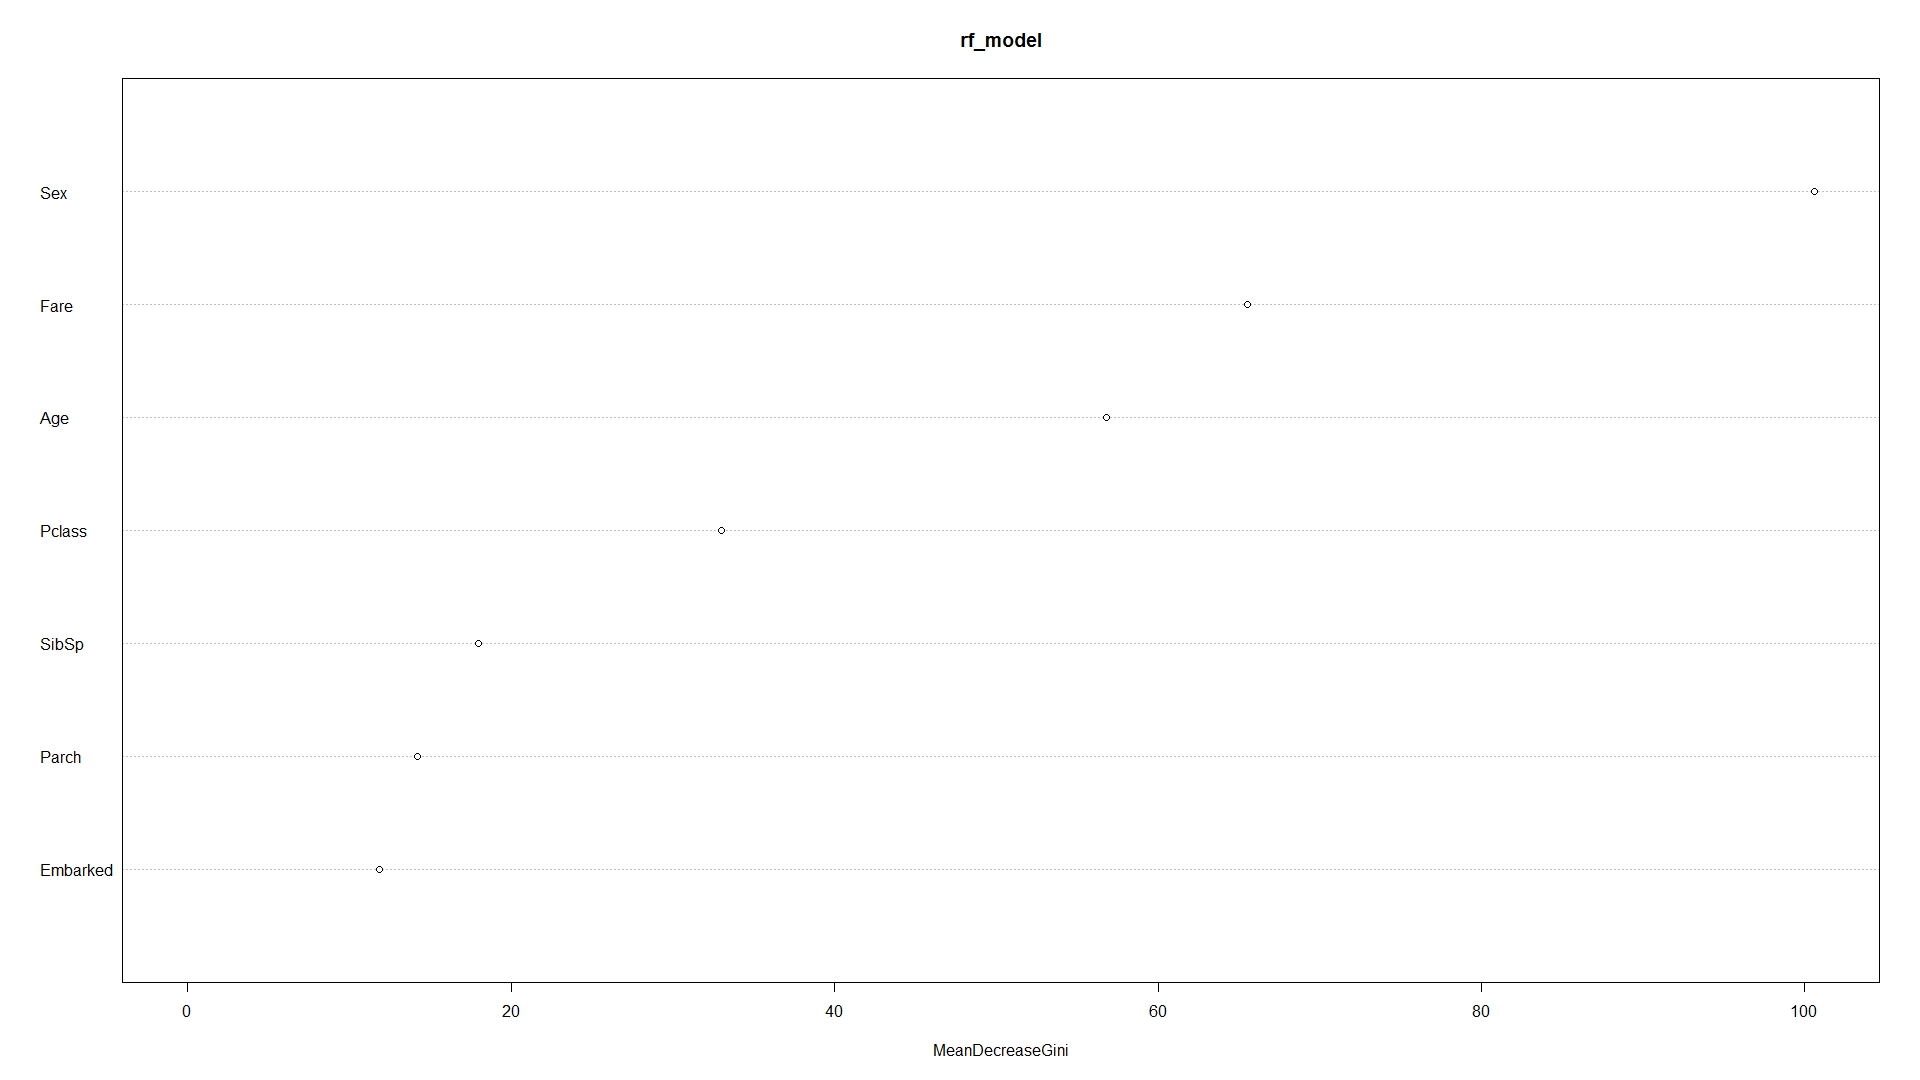 rf_model
Sex
Fare
Age
Pclass
SibSp
Parch
Embarked
0 20 40 60 80 100
MeanDecreaseGini